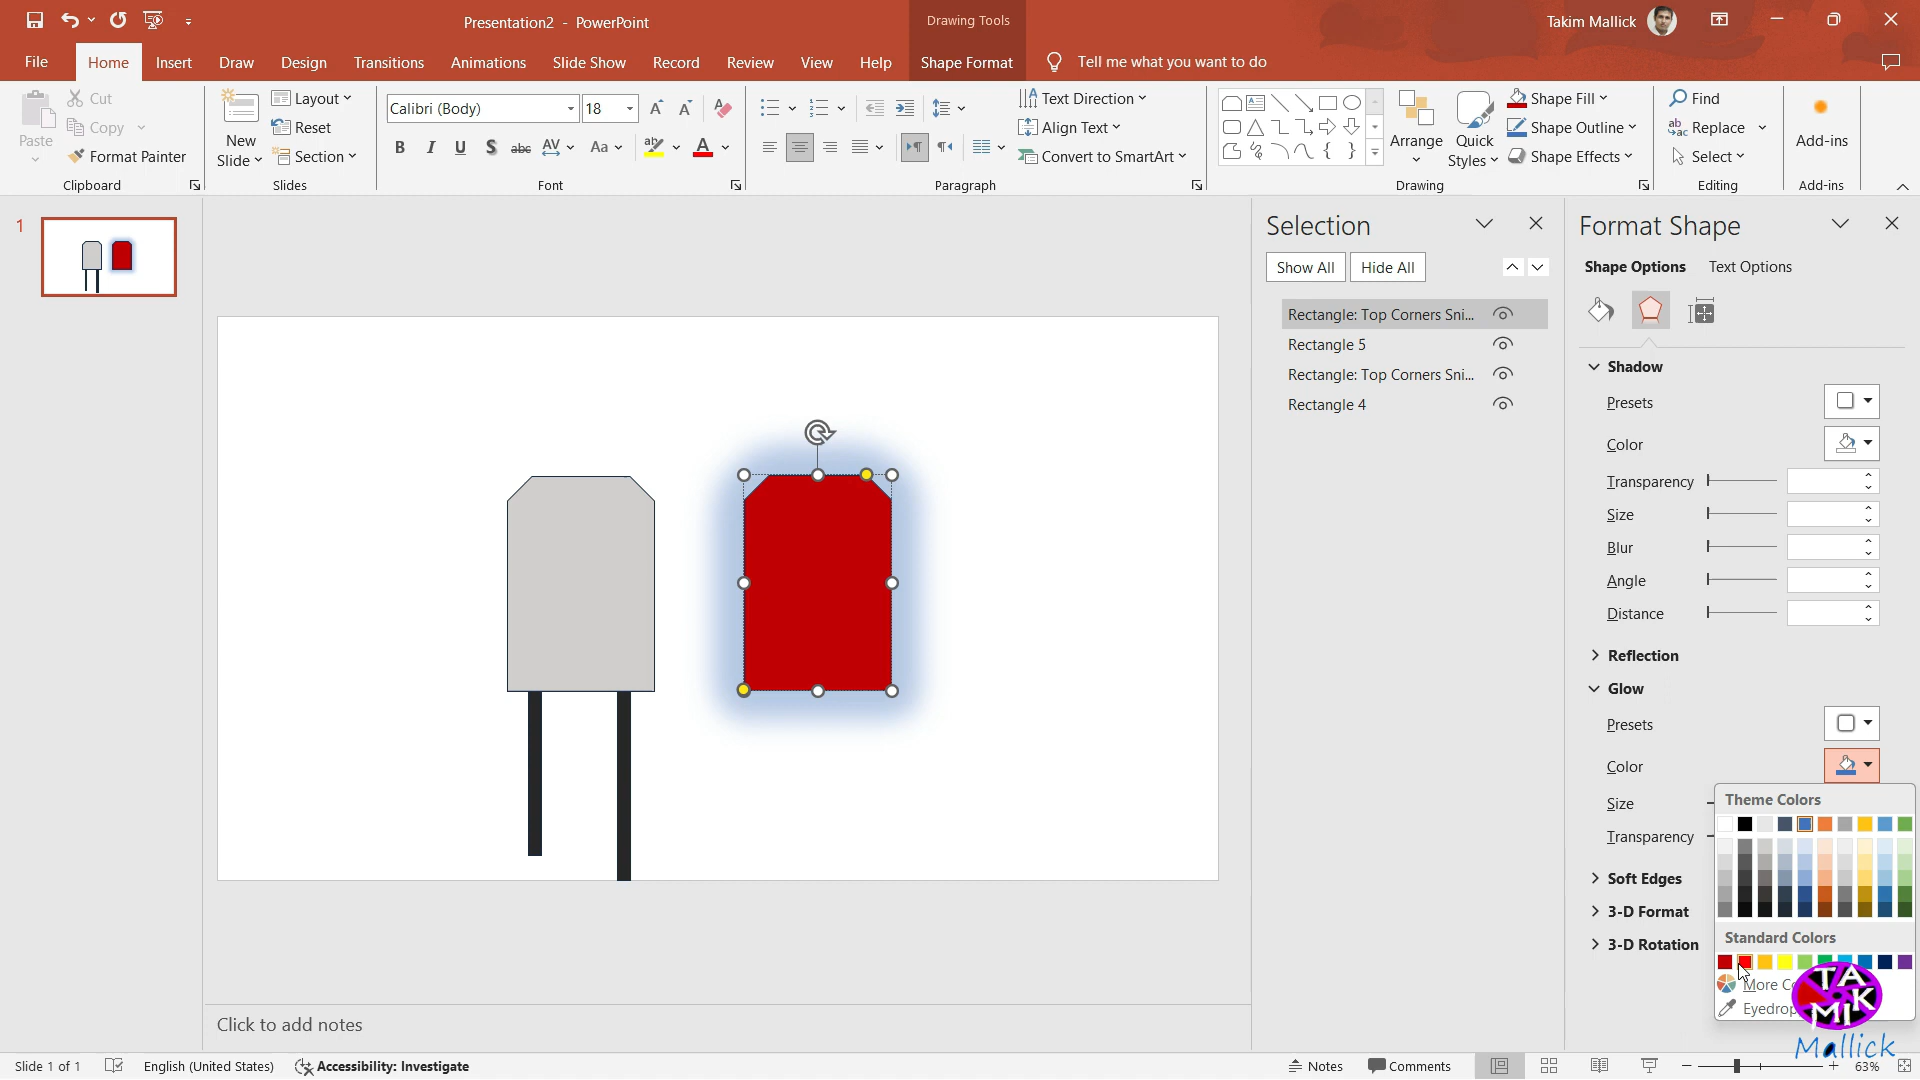 Presentation2 - PowerPoint
Drawing Tools
Takim Mallick
File
Home
Insert
Draw
Design
Transitions
Animations
Slide Show
Record
Review
View
Help
Shape Format
Tell me what you want to do
Paste
Cut
Copy
Format Painter
Clipboard
New Slide
Layout
Reset
Section
Slides
Calibri (Body)
18
B I U S abc AV Aa A
Font
Text Direction
Align Text
Convert to SmartArt
Paragraph
Arrange
Quick Styles
Shape Fill
Shape Outline
Shape Effects
Drawing
Find
Replace
Select
Editing
Add-ins
Add-ins
1
Selection
Show All
Hide All
Rectangle: Top Corners Sni...
Rectangle 5
Rectangle: Top Corners Sni...
Rectangle 4
Format Shape
Shape Options
Text Options
Shadow
Presets
Color
Transparency
Size
Blur
Angle
Distance
Reflection
Glow
Presets
Color
Size
Transparency
Soft Edges
3-D Format
3-D Rotation
Theme Colors
Standard Colors
More Co
Eyedrop
TAKMI
Mallick
Click to add notes
Slide 1 of 1
English (United States)
Accessibility: Investigate
Notes
Comments
63%